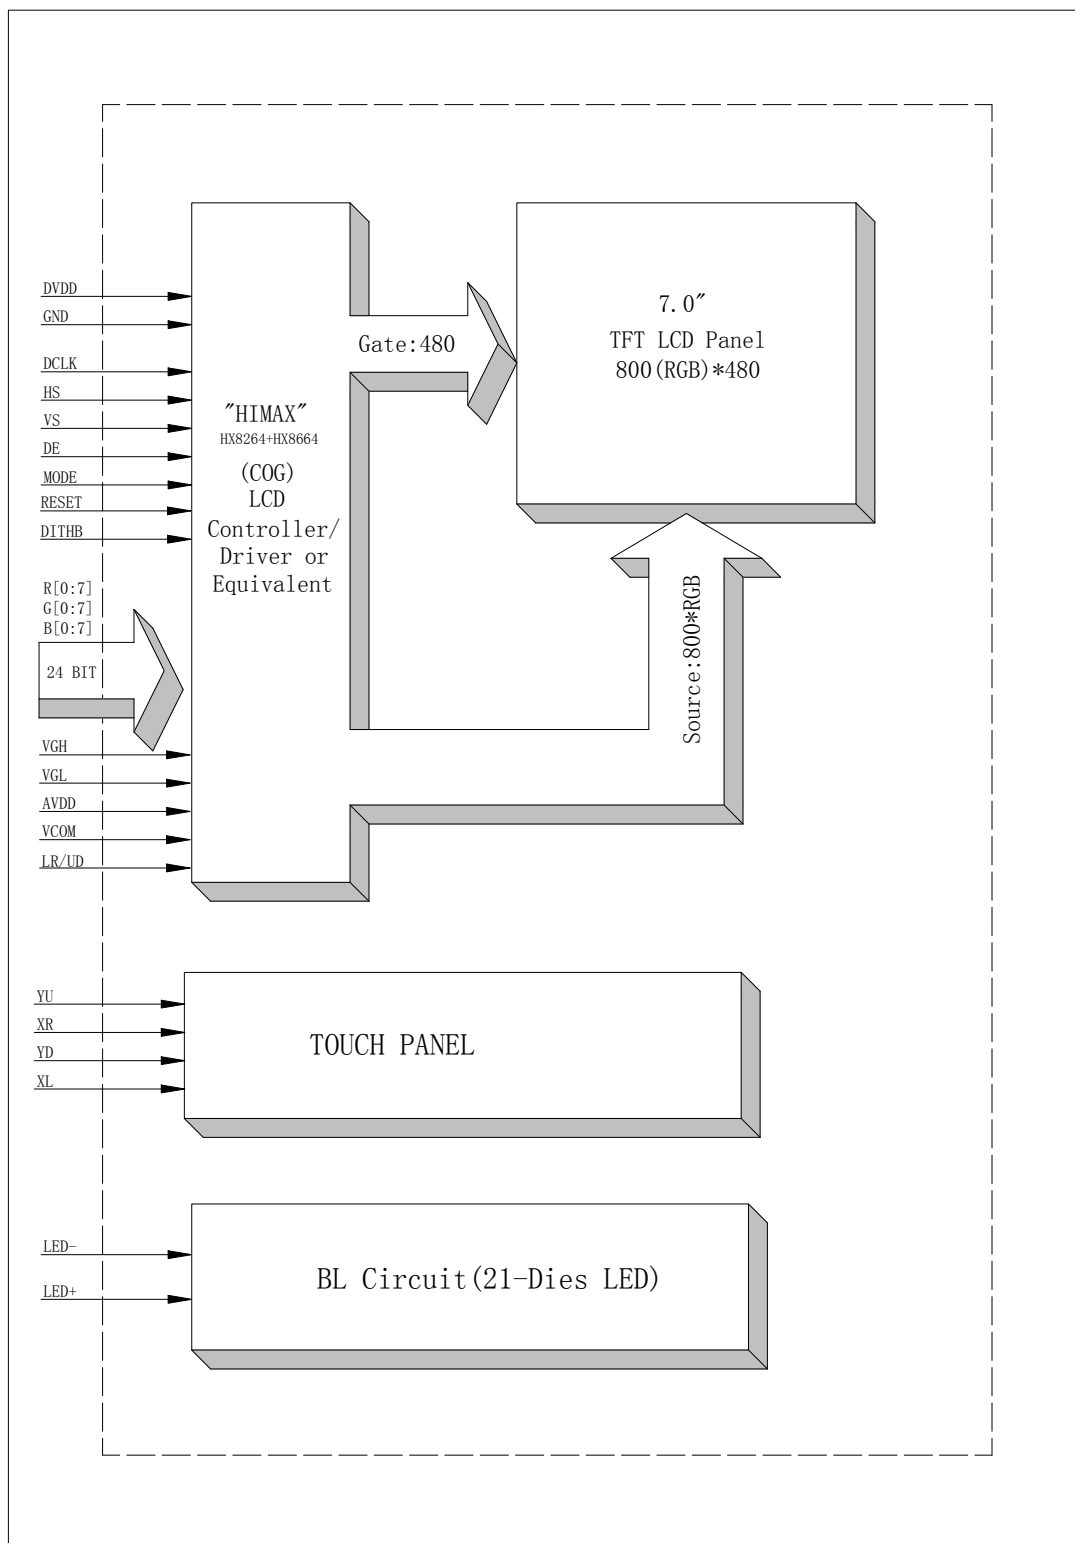 DVDD
GND
DCLK
HS
VS
DE
MODE
RESET
DITHB
R[0:7]
G[0:7]
B[0:7]
24 BIT
VGH
VGL
AVDD
VCOM
LR/UD
"HIMAX"
HX8264+HX8664
(COG)
LCD
Controller/
Driver or
Equivalent
Gate:480
7.0"
TFT LCD Panel
800(RGB)*480
Source:800*RGB
YU
XR
YD
XL
TOUCH PANEL
LED-
LED+
BL Circuit(21-Dies LED)